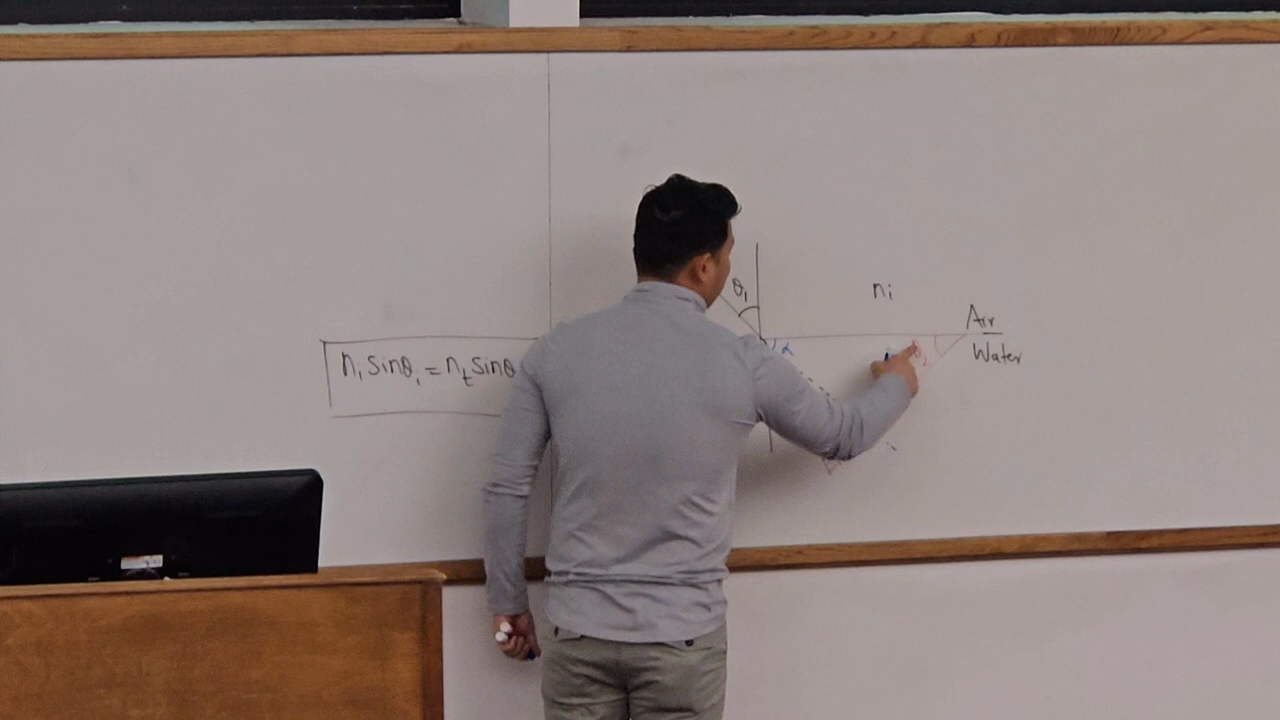 θ₁
nᵢ
Air
Water
α
n₁ sinθ₁ = nₜ sinθ